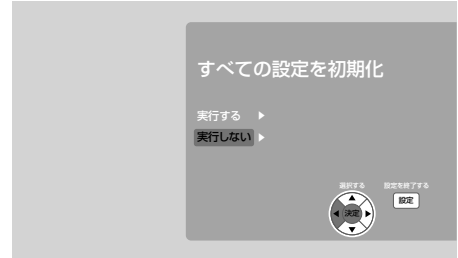 すべての設定を初期化
実行する
実行しない
選択する 設定を終了する
決定 設定